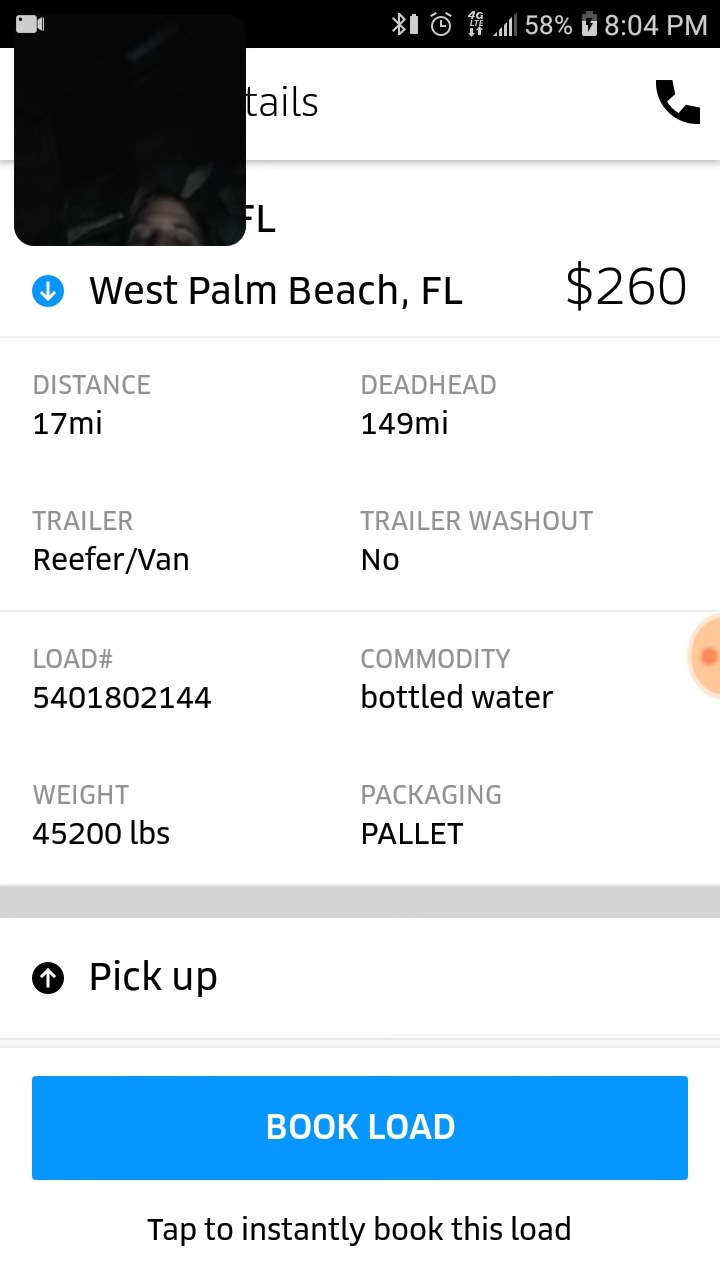 4G LTE 58% 8:04 PM
tails
FL
West Palm Beach, FL $260
DISTANCE DEADHEAD
17mi 149mi
TRAILER TRAILER WASHOUT
Reefer/Van No
LOAD# COMMODITY
5401802144 bottled water
WEIGHT PACKAGING
45200 lbs PALLET
Pick up
BOOK LOAD
Tap to instantly book this load